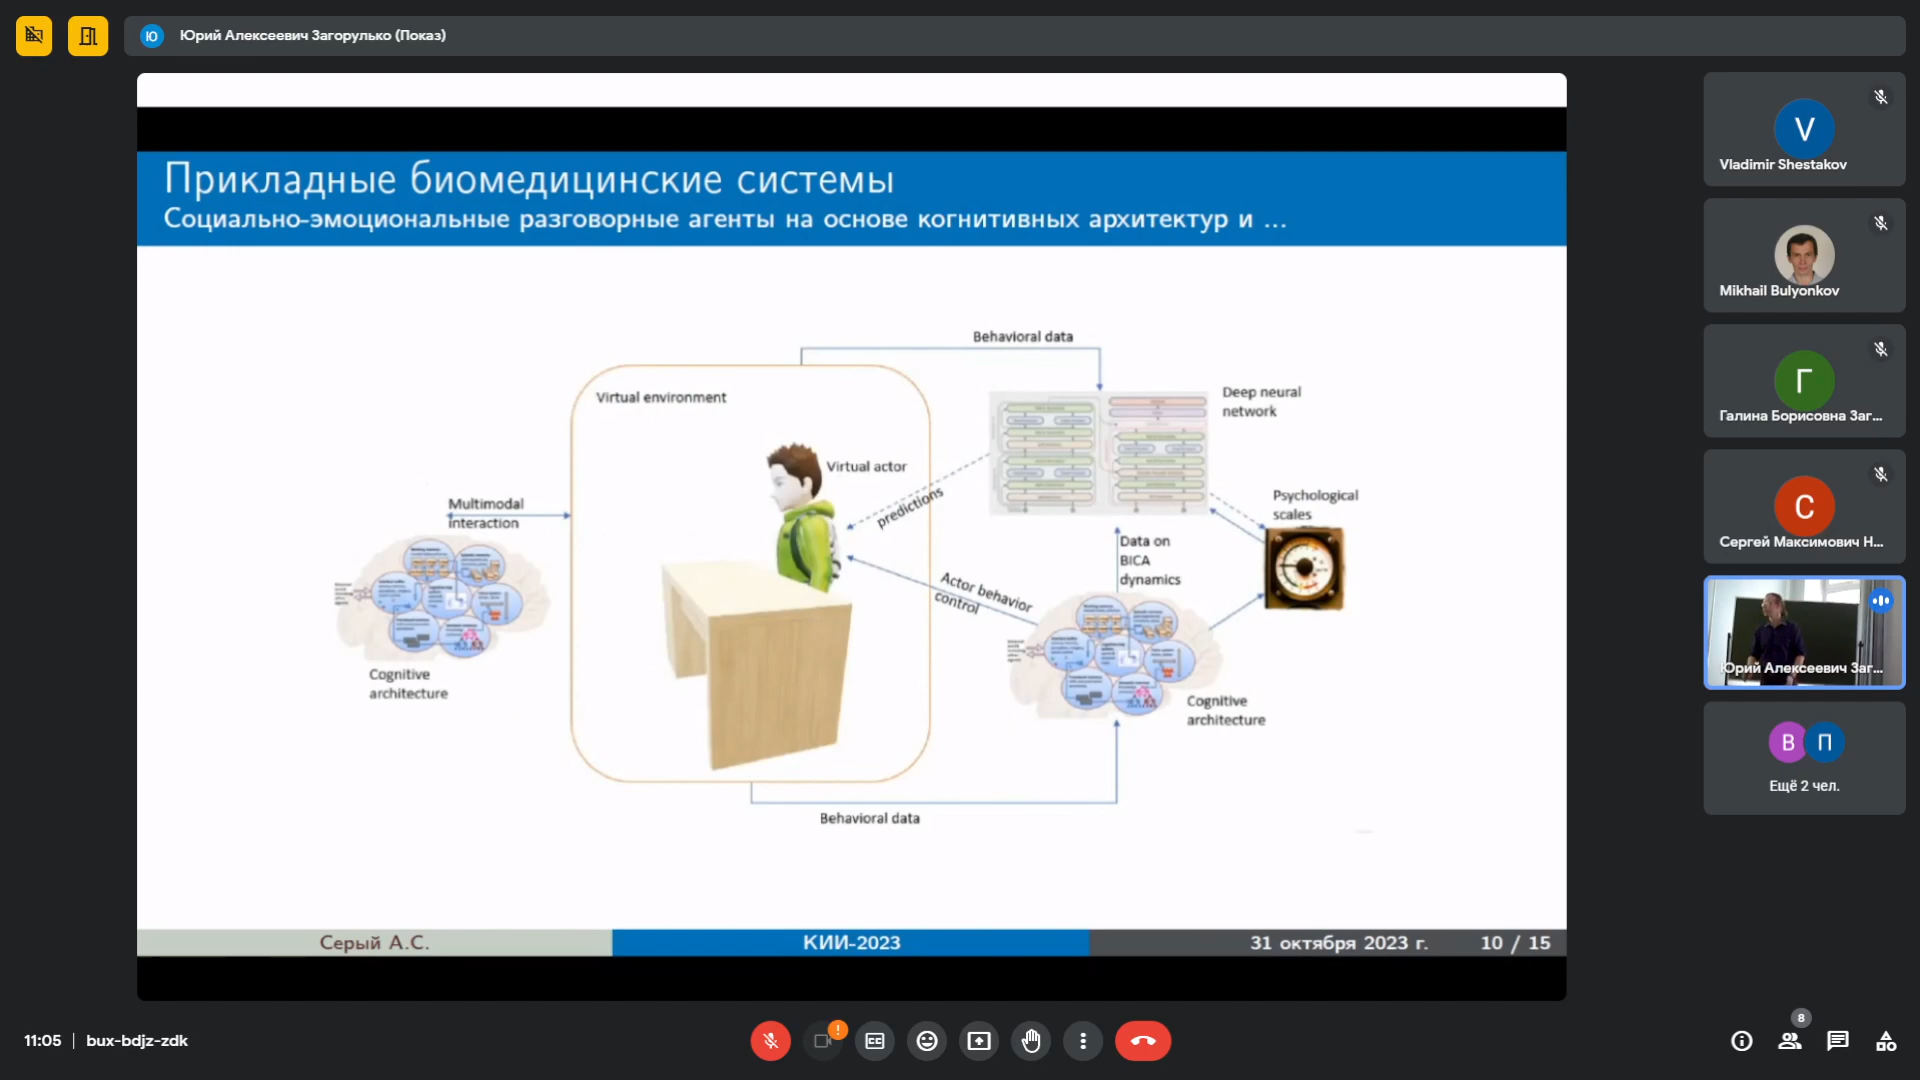 Ю Юрий Алексеевич Загорулько (Показ)
Прикладные биомедицинские системы
Социально-эмоциональные разговорные агенты на основе когнитивных архитектур и ...
Behavioral data
Virtual environment
Deep neural
network
Virtual actor
predictions
Multimodal
interaction
Psychological
scales
Data on
BICA
dynamics
Actor behavior
control
Cognitive
architecture
Cognitive
architecture
Behavioral data
Серый А.С.
КИИ-2023
31 октября 2023 г.
10 / 15
V
Vladimir Shestakov
Mikhail Bulyonkov
Г
Галина Борисовна Заг...
С
Сергей Максимович Н...
Юрий Алексеевич Заг...
В П
Ещё 2 чел.
11:05 | bux-bdjz-zdk
!
CC
8